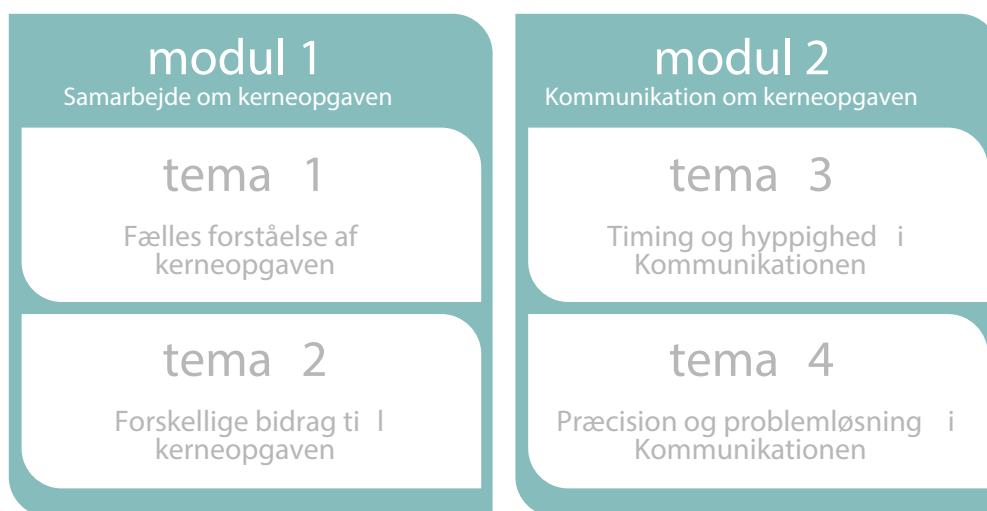 modul 1
Samarbejde om kerneopgaven
tema 1
Fælles forståelse af
kerneopgaven
tema 2
Forskellige bidrag ti l
kerneopgaven
modul 2
Kommunikation om kerneopgaven
tema 3
Timing og hyppighed i
Kommunikationen
tema 4
Præcision og problemløsning i
Kommunikationen